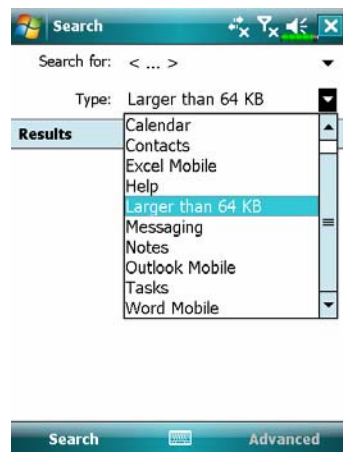 Search
Search for: < ... >
Type: Larger than 64 KB
Results
Calendar
Contacts
Excel Mobile
Help
Larger than 64 KB
Messaging
Notes
Outlook Mobile
Tasks
Word Mobile
Search Advanced